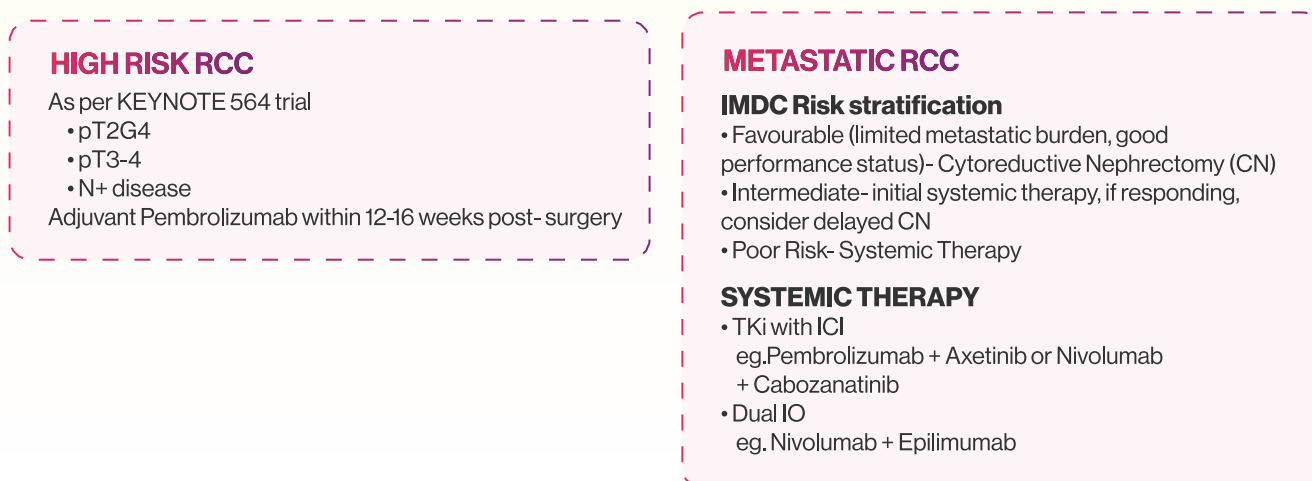 HIGH RISK RCC
As per KEYNOTE 564 trial
• pT2G4
• pT3-4
• N+ disease
Adjuvant Pembrolizumab within 12-16 weeks post- surgery
METASTATIC RCC
IMDC Risk stratification
• Favourable (limited metastatic burden, good
performance status)- Cytoreductive Nephrectomy (CN)
• Intermediate- initial systemic therapy, if responding,
consider delayed CN
• Poor Risk- Systemic Therapy
SYSTEMIC THERAPY
• TKi with ICI
eg.Pembrolizumab + Axetinib or Nivolumab
+ Cabozanatinib
• Dual IO
eg. Nivolumab + Epilimumab